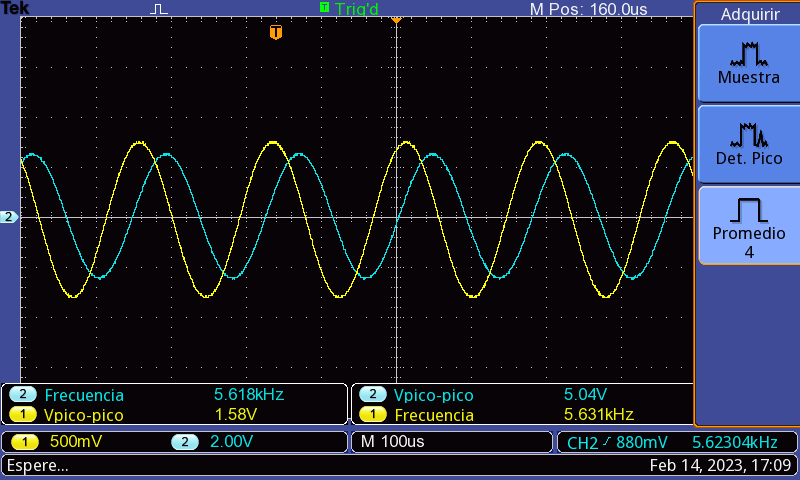 Tek Trig'd M Pos: 160.0us
T
Adquirir
Muestra
Det. Pico
Promedio
4
2
2 Frecuencia 5.618kHz
1 Vpico-pico 1.58V
2 Vpico-pico 5.04V
1 Frecuencia 5.631kHz
1 500mV 2 2.00V M 100us CH2 880mV 5.62304kHz
Espere... Feb 14, 2023, 17:09